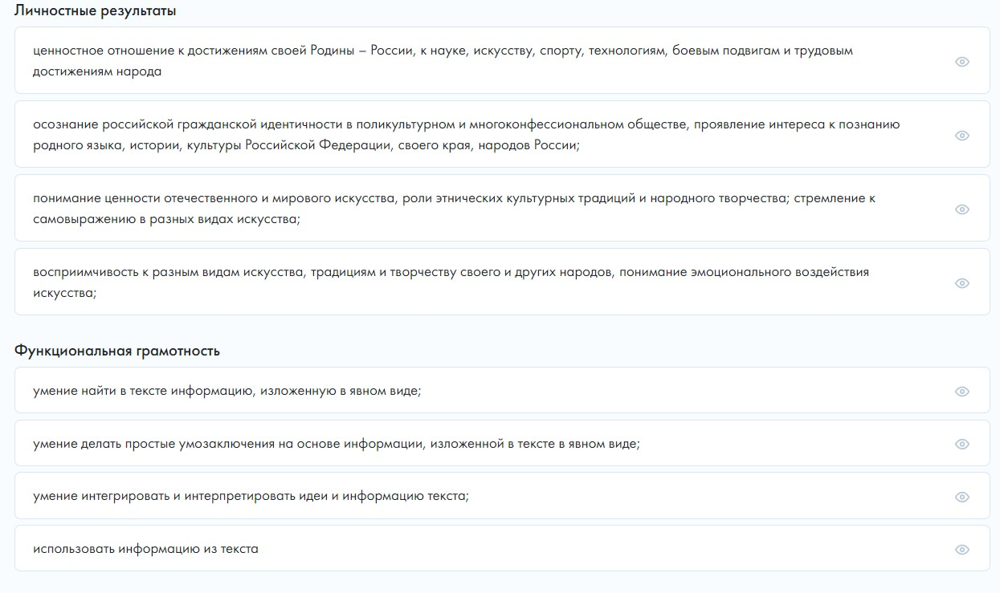 Личностные результаты
ценностное отношение к достижениям своей Родины – России, к науке, искусству, спорту, технологиям, боевым подвигам и трудовым
достижениям народа
осознание российской гражданской идентичности в поликультурном и многоконфессиональном обществе, проявление интереса к познанию
родного языка, истории, культуры Российской Федерации, своего края, народов России;
понимание ценности отечественного и мирового искусства, роли этнических культурных традиций и народного творчества; стремление к
самовыражению в разных видах искусства;
восприимчивость к разным видам искусства, традициям и творчеству своего и других народов, понимание эмоционального воздействия
искусства;
Функциональная грамотность
умение найти в тексте информацию, изложенную в явном виде;
умение делать простые умозаключения на основе информации, изложенной в тексте в явном виде;
умение интегрировать и интерпретировать идеи и информацию текста;
использовать информацию из текста